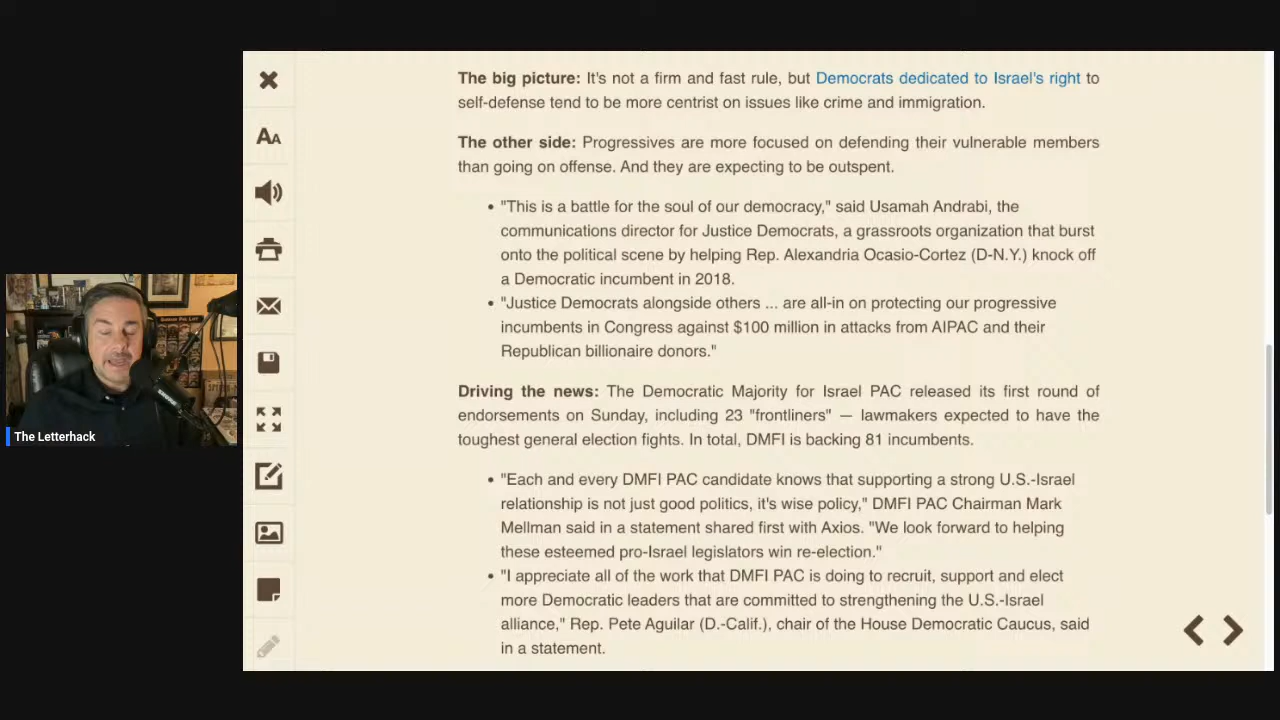 The big picture: It's not a firm and fast rule, but Democrats dedicated to Israel's right to
self-defense tend to be more centrist on issues like crime and immigration.
The other side: Progressives are more focused on defending their vulnerable members
than going on offense. And they are expecting to be outspent.
• "This is a battle for the soul of our democracy," said Usamah Andrabi, the
communications director for Justice Democrats, a grassroots organization that burst
onto the political scene by helping Rep. Alexandria Ocasio-Cortez (D-N.Y.) knock off
a Democratic incumbent in 2018.
• "Justice Democrats alongside others ... are all-in on protecting our progressive
incumbents in Congress against $100 million in attacks from AIPAC and their
Republican billionaire donors."
Driving the news: The Democratic Majority for Israel PAC released its first round of
endorsements on Sunday, including 23 "frontliners" — lawmakers expected to have the
toughest general election fights. In total, DMFI is backing 81 incumbents.
• "Each and every DMFI PAC candidate knows that supporting a strong U.S.-Israel
relationship is not just good politics, it's wise policy," DMFI PAC Chairman Mark
Mellman said in a statement shared first with Axios. "We look forward to helping
these esteemed pro-Israel legislators win re-election."
• "I appreciate all of the work that DMFI PAC is doing to recruit, support and elect
more Democratic leaders that are committed to strengthening the U.S.-Israel
alliance," Rep. Pete Aguilar (D.-Calif.), chair of the House Democratic Caucus, said
in a statement.
AA
The Letterhack